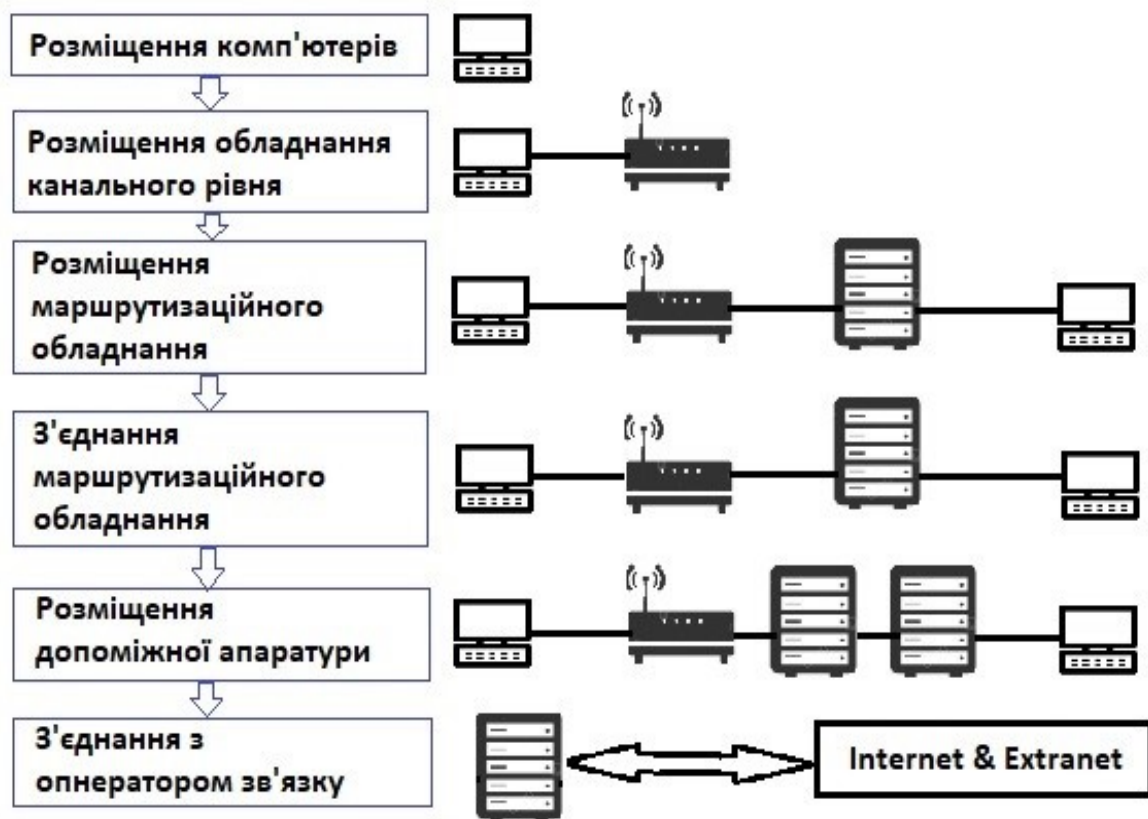 Розміщення комп'ютерів
Розміщення обладнання
канального рівня
Розміщення
маршрутизаційного
обладнання
З'єднання
маршрутизаційного
обладнання
Розміщення
допоміжної апаратури
З'єднання з
опнератором зв'язку
Internet & Extranet